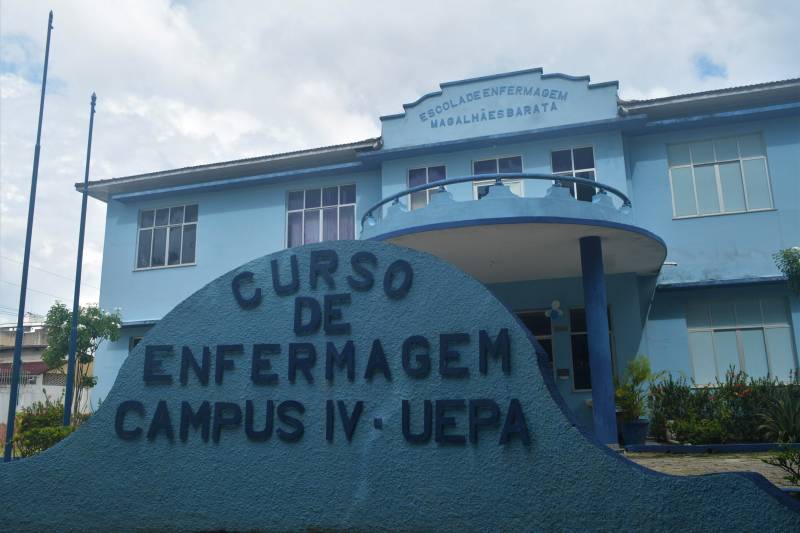 ESCOLA DE ENFERMAGEM
MAGALHÃES BARATA
CURSO
DE
ENFERMAGEM
CAMPUS IV - UEPA